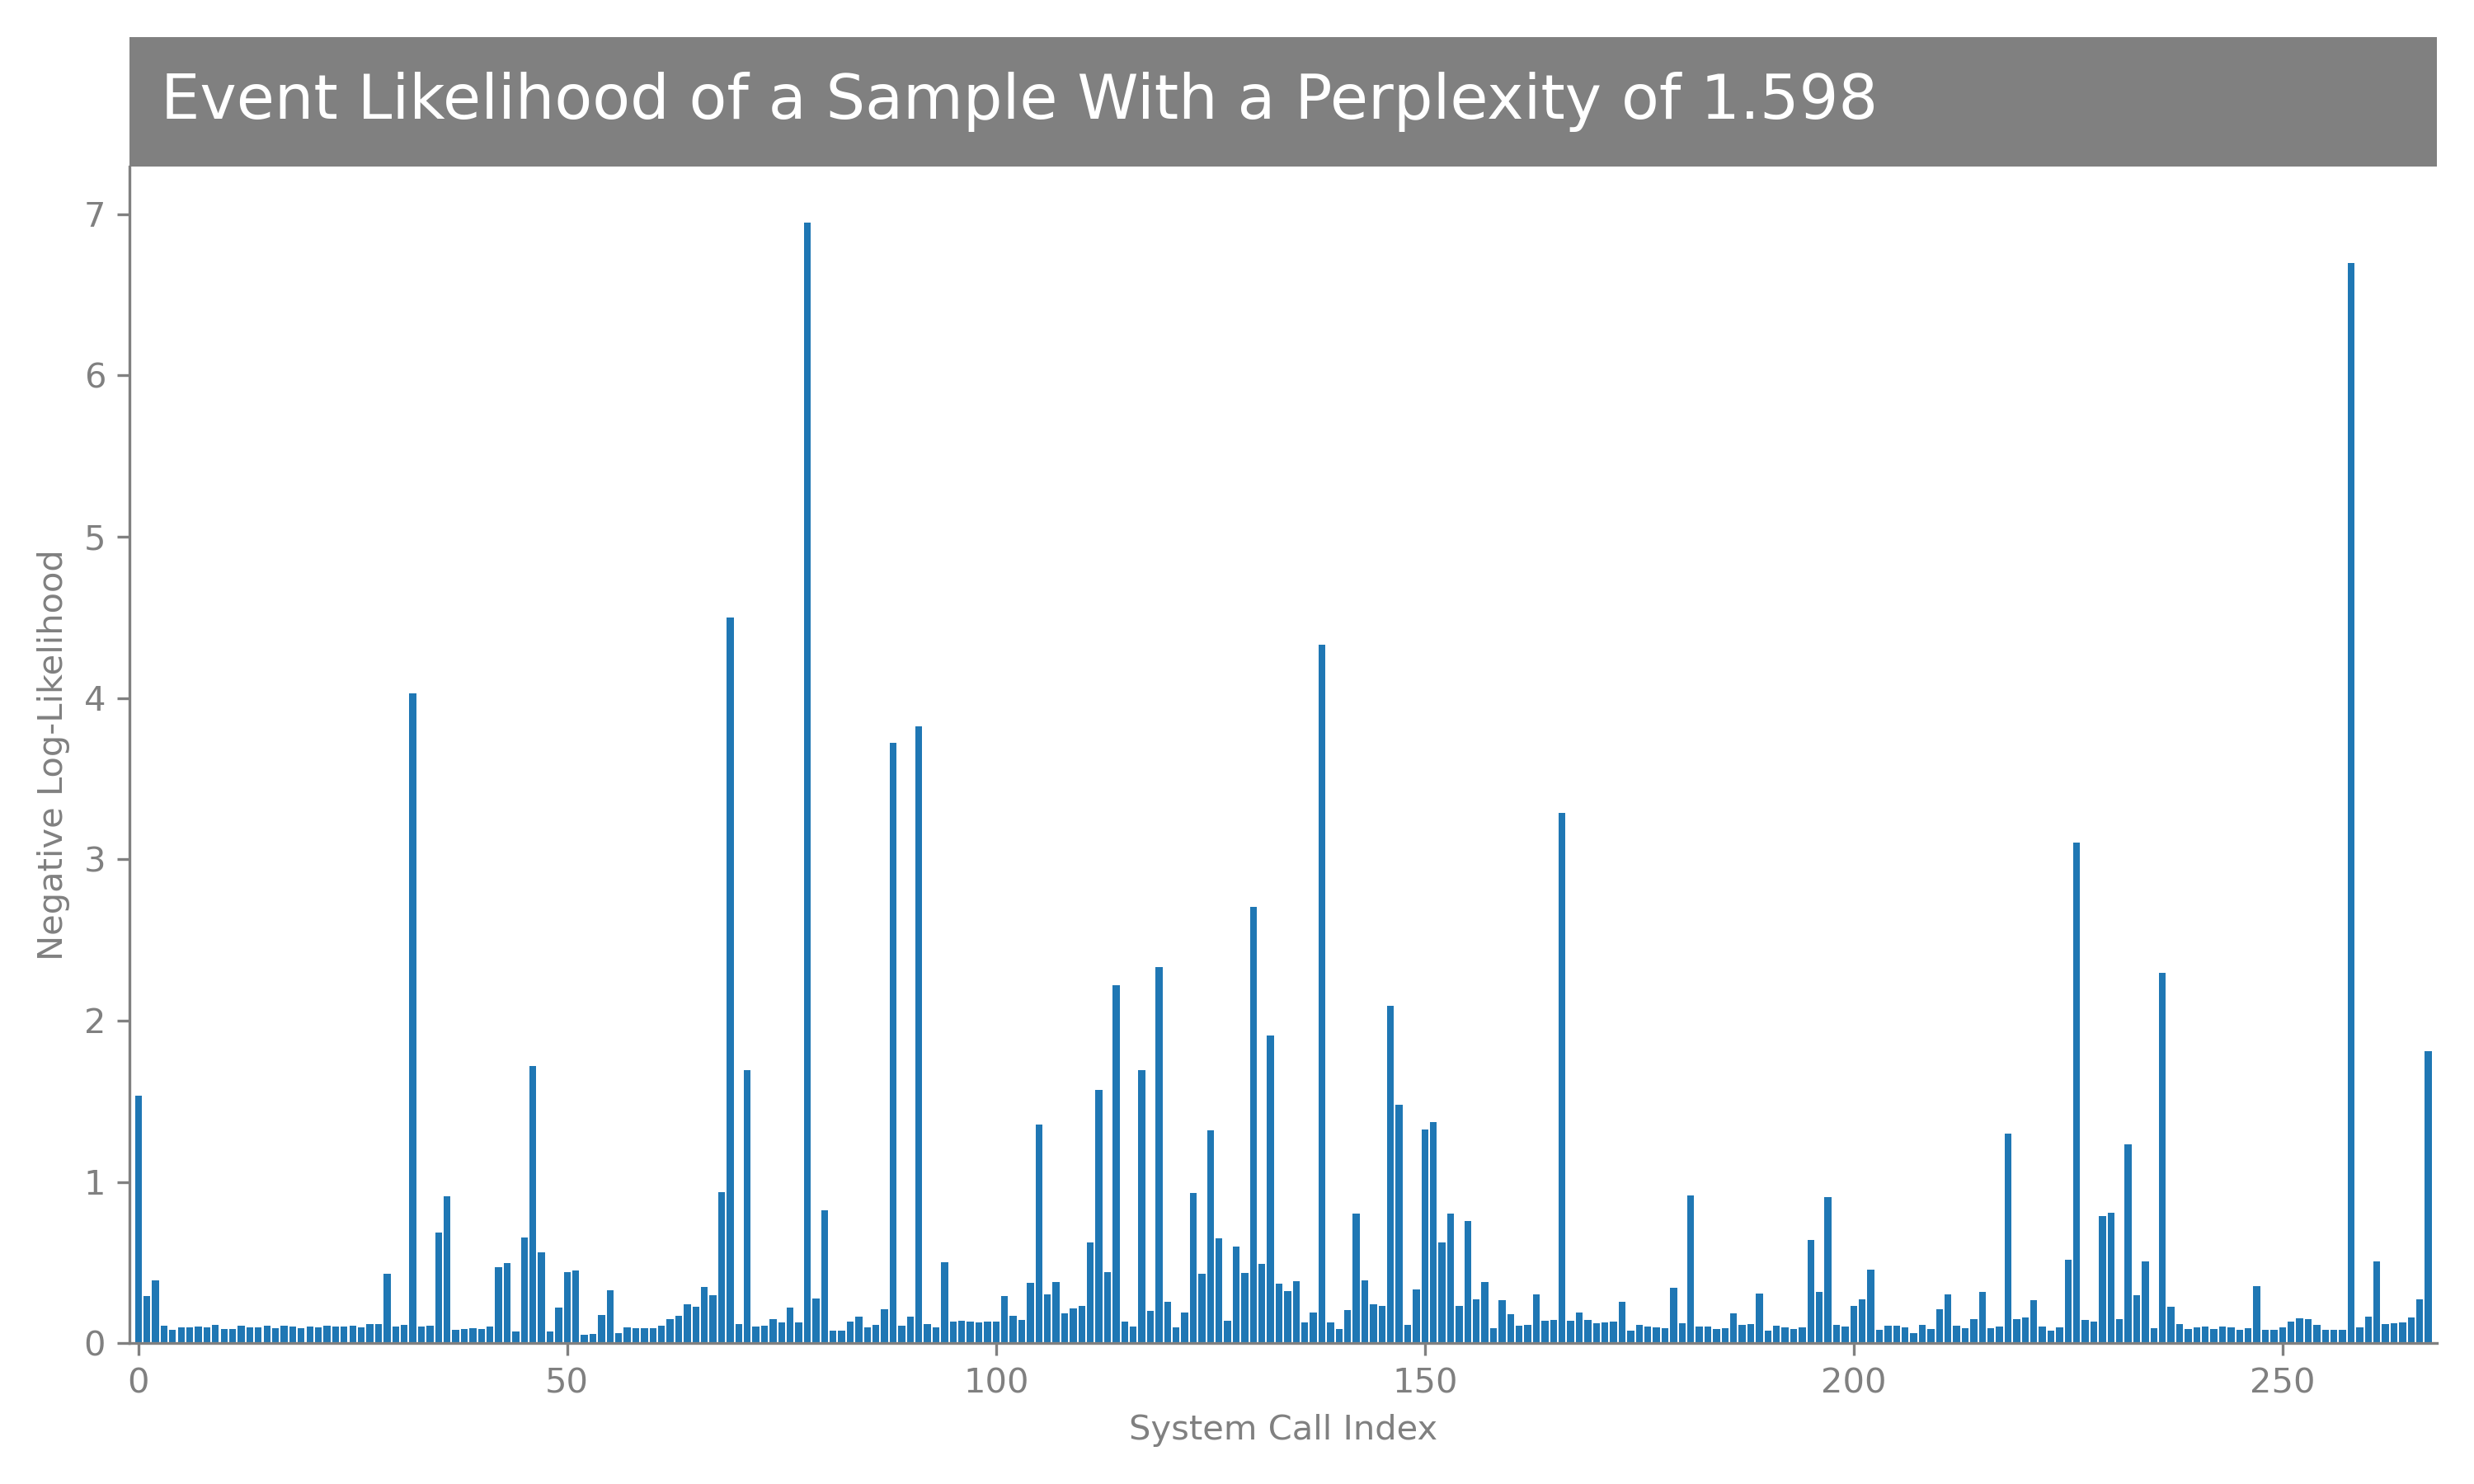 Event Likelihood of a Sample With a Perplexity of 1.598
7
6
5
4
3
2
1
0
Negative Log-Likelihood
0 50 100 150 200 250
System Call Index